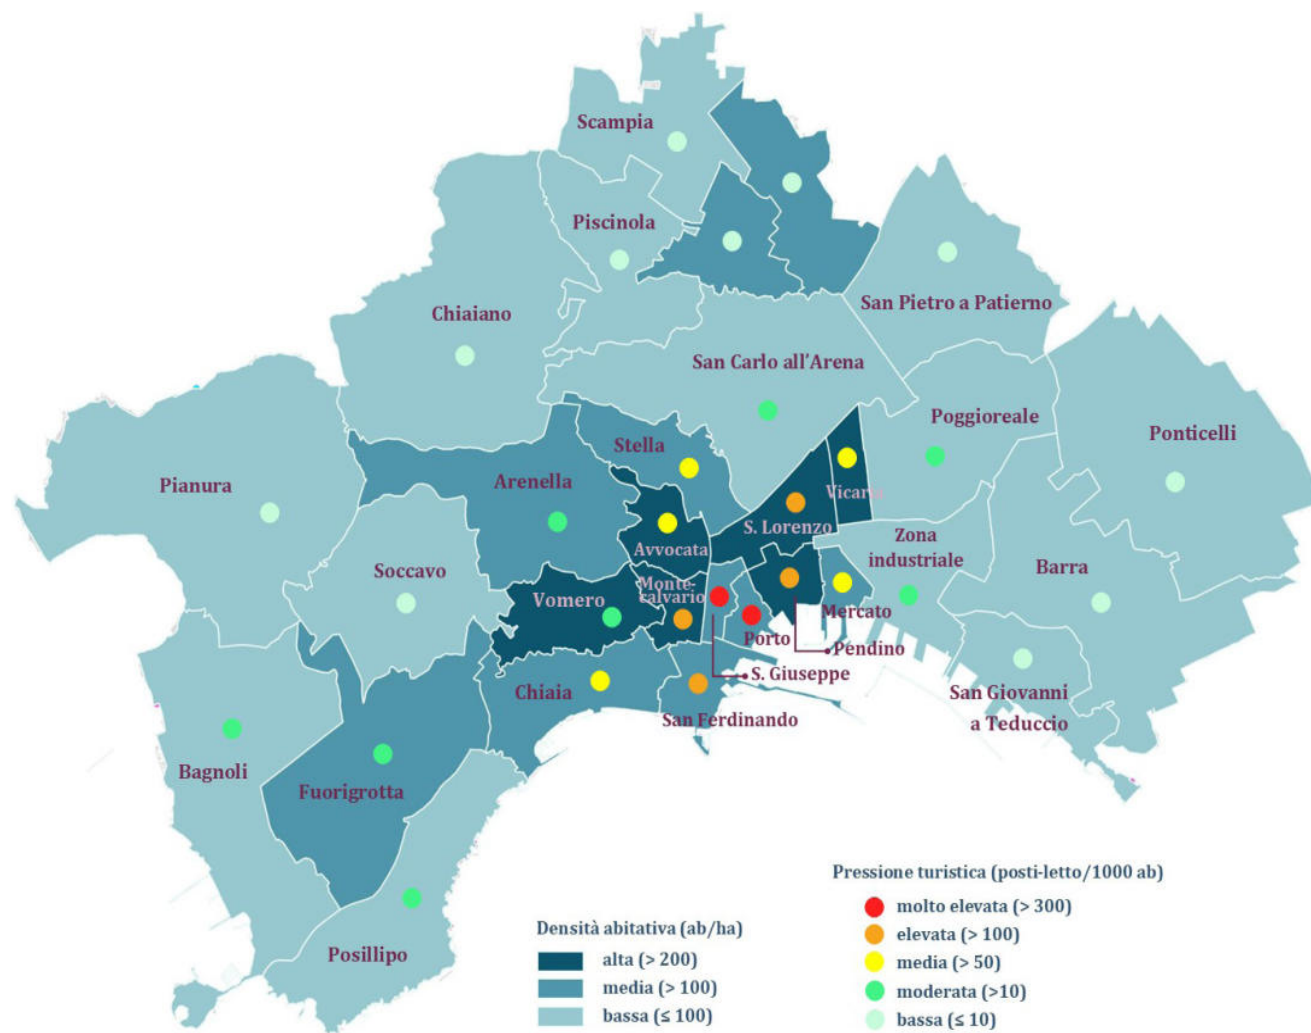 Scampia
Piscinola
Chiaiano
San Pietro a Patierno
San Carlo all'Arena
Poggioreale
Ponticelli
Stella
Pianura
Arenella
Vicaria
S. Lorenzo
Avvocata
Zona
industriale
Barra
Soccavo
Monte-
calvario
Vomero
Mercato
Porto
Pendino
S. Giuseppe
Chiaia
San Ferdinando
San Giovanni
a Teduccio
Bagnoli
Fuorigrotta
Posillipo
Densità abitativa (ab/ha)
alta (> 200)
media (> 100)
bassa (≤ 100)
Pressione turistica (posti-letto/1000 ab)
molto elevata (> 300)
elevata (> 100)
media (> 50)
moderata (>10)
bassa (≤ 10)